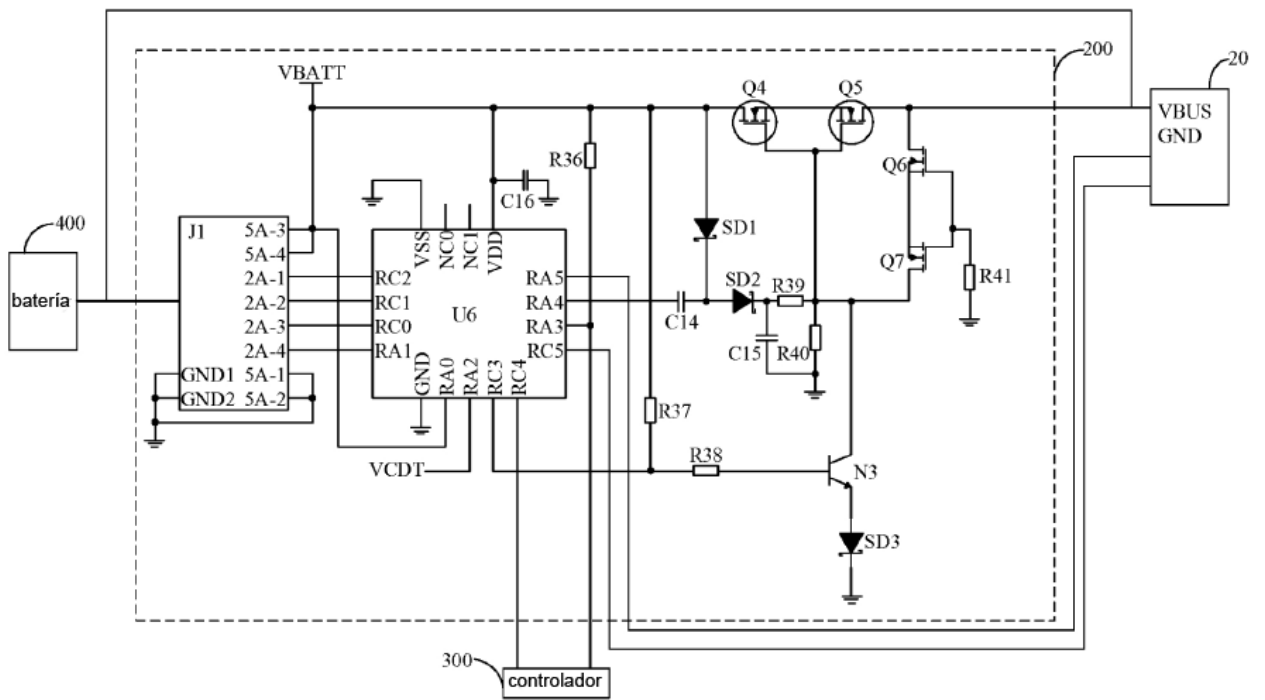 200
20
VBATT
Q4
Q5
VBUS
GND
R36
Q6
C16
400
J1
5A-3
5A-4
2A-1
2A-2
2A-3
2A-4
5A-1
5A-2
GND1
GND2
batería
VSS
NC0
NC1
VDD
RC2
RC1
RC0
RA1
U6
RA5
RA4
RA3
RC5
GND
RA0
RA2
RC3
RC4
SD1
SD2
R39
Q7
R41
C14
C15
R40
R37
VCDT
R38
N3
SD3
300
controlador